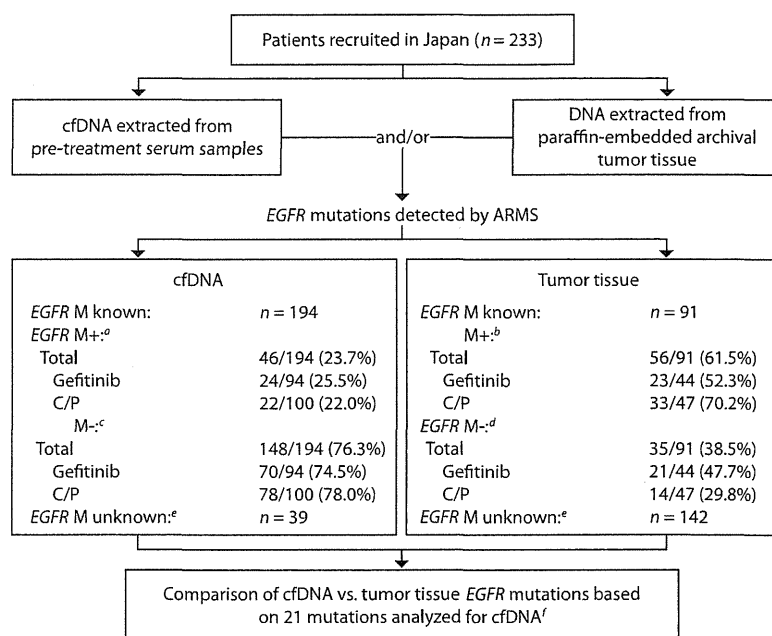 Patients recruited in Japan (n = 233)
cfDNA extracted from
pre-treatment serum samples
and/or
DNA extracted from
paraffin-embedded archival
tumor tissue
EGFR mutations detected by ARMS
cfDNA
EGFR M known: n = 194
EGFR M+:a
Total 46/194 (23.7%)
Gefitinib 24/94 (25.5%)
C/P 22/100 (22.0%)
M-:c
Total 148/194 (76.3%)
Gefitinib 70/94 (74.5%)
C/P 78/100 (78.0%)
EGFR M unknown:e n = 39
Tumor tissue
EGFR M known: n = 91
M+:b
Total 56/91 (61.5%)
Gefitinib 23/44 (52.3%)
C/P 33/47 (70.2%)
EGFR M-:d
Total 35/91 (38.5%)
Gefitinib 21/44 (47.7%)
C/P 14/47 (29.8%)
EGFR M unknown:e n = 142
Comparison of cfDNA vs. tumor tissue EGFR mutations based
on 21 mutations analyzed for cfDNAf